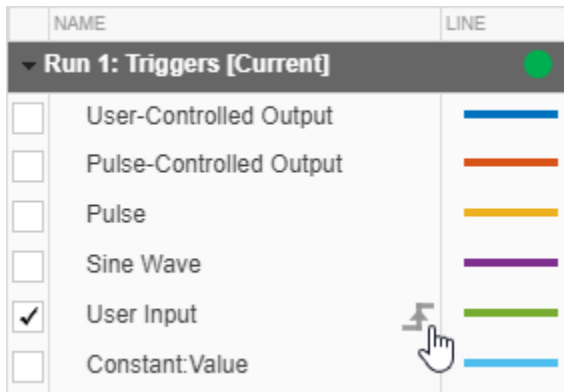 NAME LINE
Run 1: Triggers [Current]
User-Controlled Output
Pulse-Controlled Output
Pulse
Sine Wave
User Input
Constant:Value